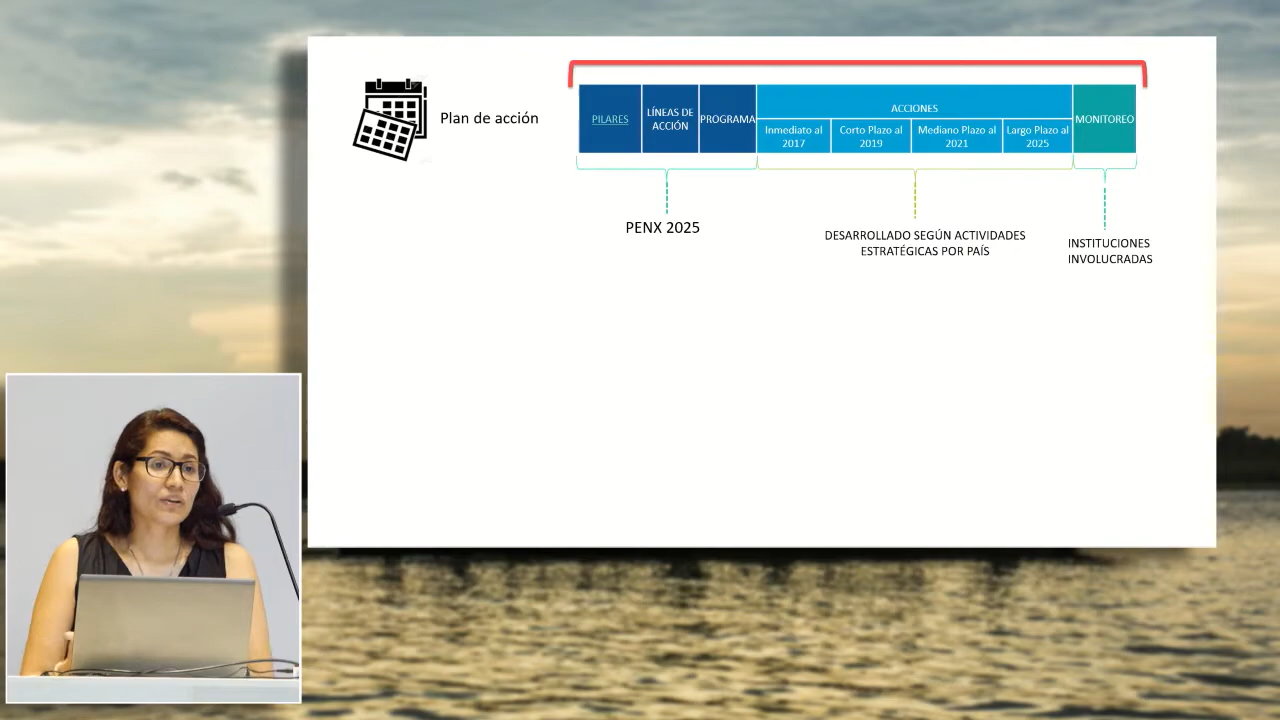 Plan de acción
PILARES
LÍNEAS DE
ACCIÓN
PROGRAMA
ACCIONES
Inmediato al
2017
Corto Plazo al
2019
Mediano Plazo al
2021
Largo Plazo al
2025
MONITOREO
PENX 2025
DESARROLLADO SEGÚN ACTIVIDADES
ESTRATÉGICAS POR PAÍS
INSTITUCIONES
INVOLUCRADAS